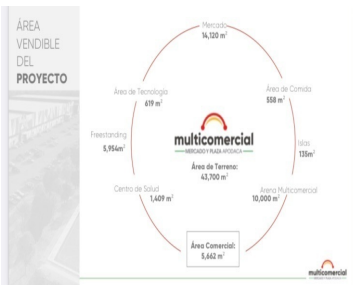 ÁREA
VENDIBLE
DEL
PROYECTO
Mercado
14,120 m²
Área de Tecnología
619 m²
Área de Comida
558 m²
Freestanding
5,954m²
multicomercial
MERCADO Y PLAZA APODACA
Área de Terreno:
43,700 m²
Islas
135m²
Centro de Salud
1,409 m²
Arena Multicomercial
10,000 m²
Área Comercial:
5,662 m²
multicomercial